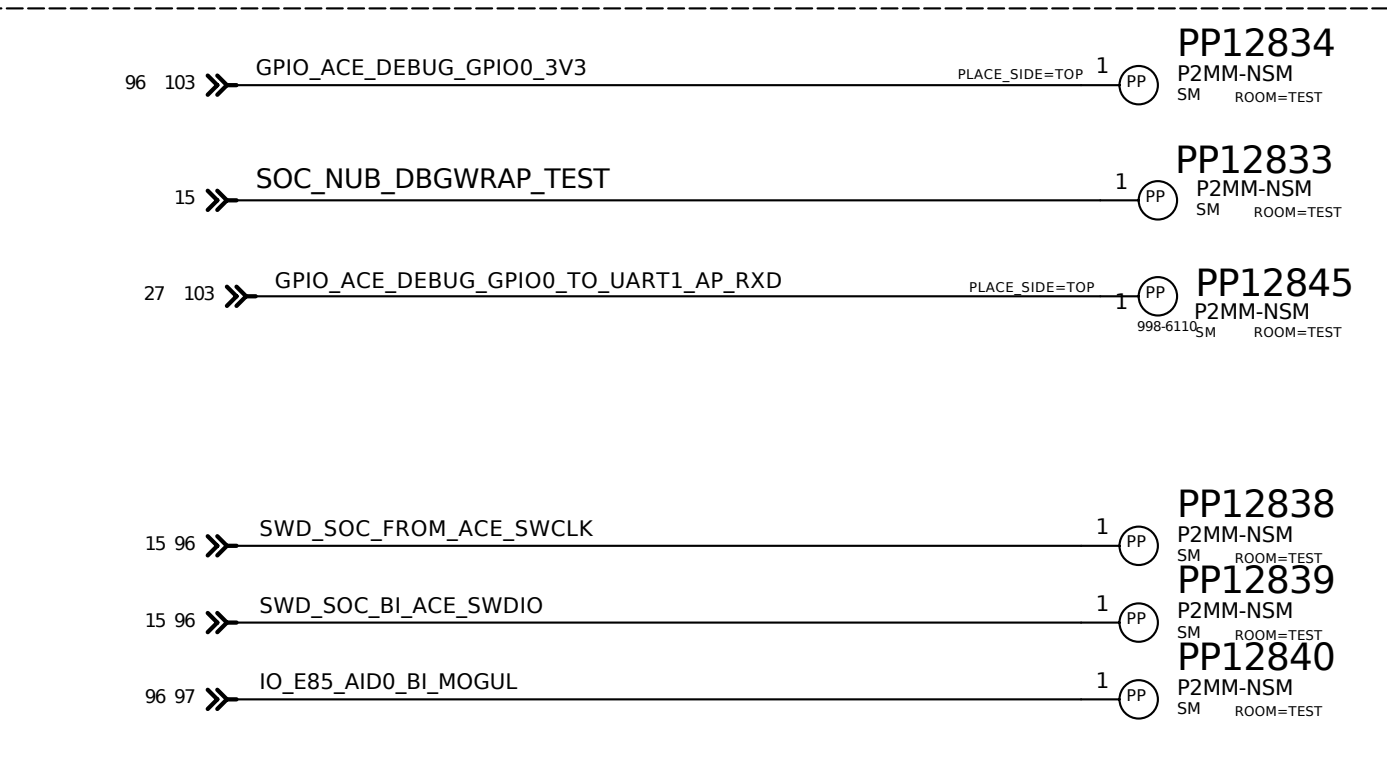 PP12834
GPIO_ACE_DEBUG_GPIO0_3V3
96 103 PLACE_SIDE=TOP 1 PP P2MM-NSM
SM ROOM=TEST
PP12833
SOC_NUB_DBGWRAP_TEST
15 1 PP P2MM-NSM
SM ROOM=TEST
GPIO_ACE_DEBUG_GPIO0_TO_UART1_AP_RXD
27 103 PLACE_SIDE=TOP 1 PP PP12845
P2MM-NSM
998-6110 SM ROOM=TEST
PP12838
SWD_SOC_FROM_ACE_SWCLK
15 96 1 PP P2MM-NSM
SM ROOM=TEST
PP12839
SWD_SOC_BI_ACE_SWDIO
15 96 1 PP P2MM-NSM
SM ROOM=TEST
PP12840
IO_E85_AID0_BI_MOGUL
96 97 1 PP P2MM-NSM
SM ROOM=TEST